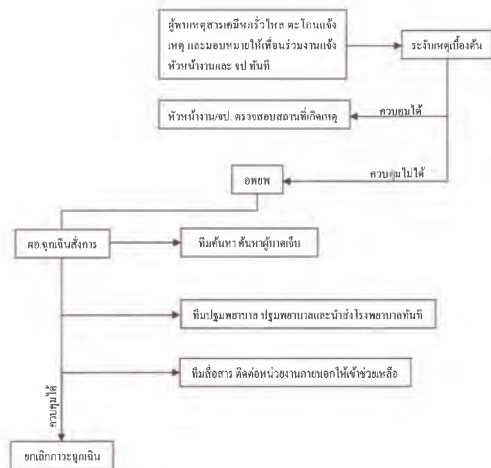 ผู้พบเหตุสารเคมีหกรั่วไหล ตะโกนแจ้ง
เหตุ และมอบหมายให้เพื่อนร่วมงานแจ้ง
หัวหน้างานและ จป ทันที
ระงับเหตุเบื้องต้น
ควบคุมได้
หัวหน้างาน/จป. ตรวจสอบสถานที่เกิดเหตุ
ควบคุมไม่ได้
อพยพ
ผอ.ฉุกเฉินสั่งการ
ทีมค้นหา ค้นหาผู้บาดเจ็บ
ทีมปฐมพยาบาล ปฐมพยาบาลและนำส่งโรงพยาบาลทันที
ทีมสื่อสาร ติดต่อหน่วยงานภายนอกให้เข้าช่วยเหลือ
ควบคุมได้
ยกเลิกภาวะฉุกเฉิน